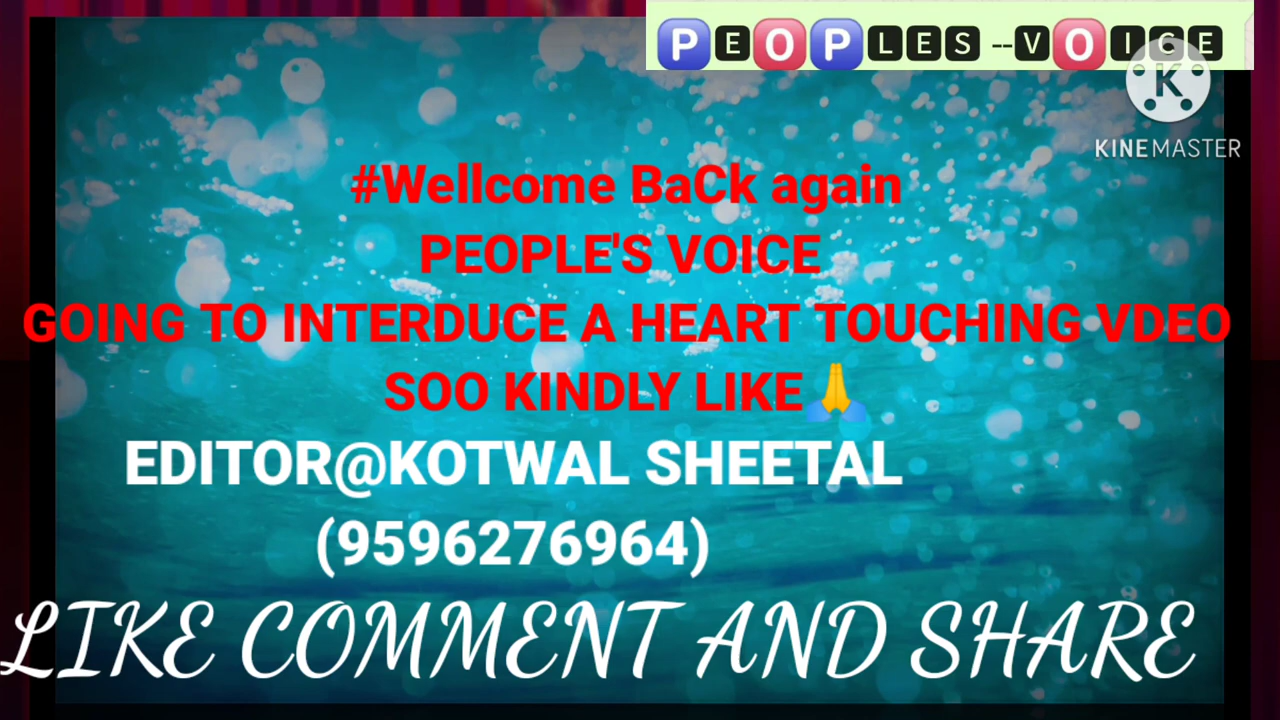 PEOPLES --VOICE
KINEMASTER
#Wellcome BaCk again
PEOPLE'S VOICE
GOING TO INTERDUCE A HEART TOUCHING VDEO
SOO KINDLY LIKE🙏
EDITOR@KOTWAL SHEETAL
(9596276964)
LIKE COMMENT AND SHARE